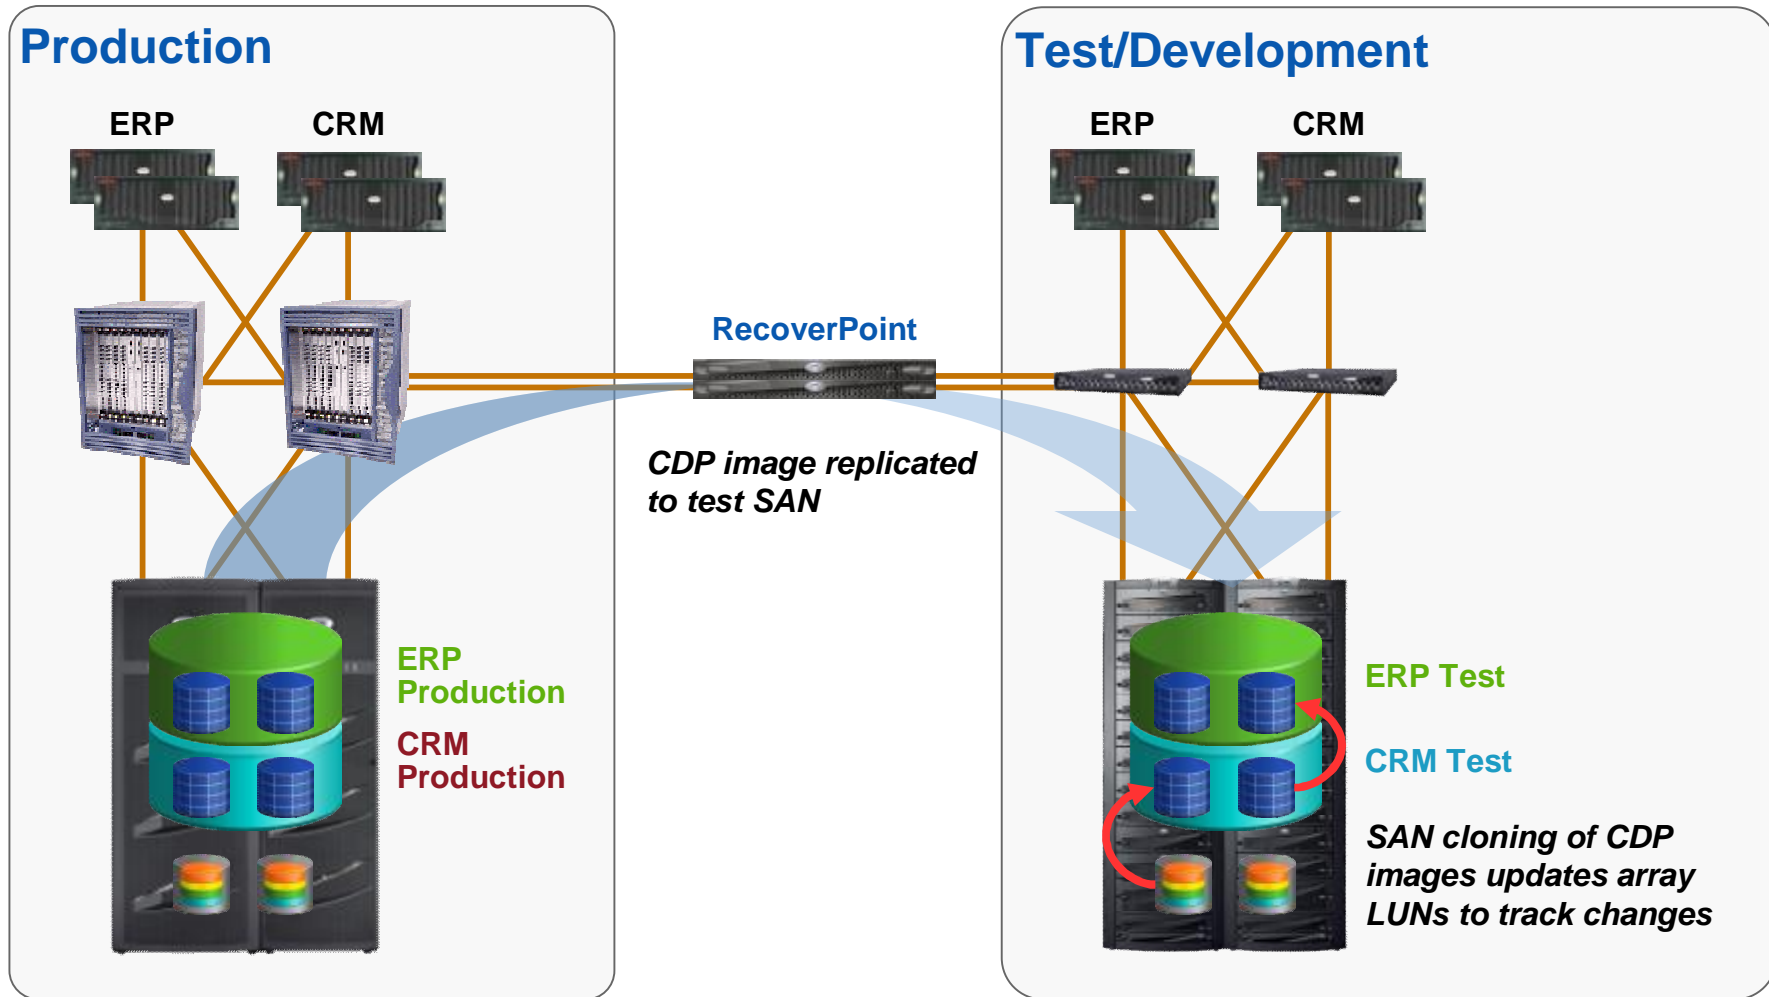 Production
ERP
CRM
ERP
Production
CRM
Production
RecoverPoint
CDP image replicated
to test SAN
Test/Development
ERP
CRM
ERP Test
CRM Test
SAN cloning of CDP
images updates array
LUNs to track changes